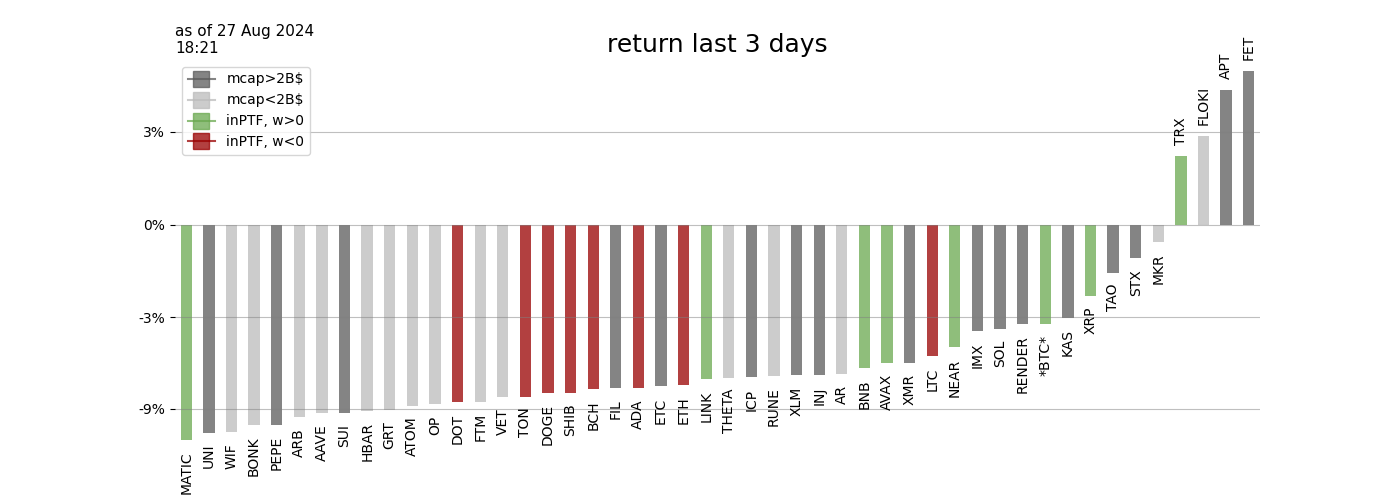 as of 27 Aug 2024
18:21
return last 3 days
mcap>2B$
mcap<2B$
inPTF, w>0
inPTF, w<0
3%
0%
-3%
-9%
MATIC
UNI
WIF
BONK
PEPE
ARB
AAVE
SUI
HBAR
GRT
ATOM
OP
DOT
FTM
VET
TON
DOGE
SHIB
BCH
FIL
ADA
ETC
ETH
LINK
THETA
ICP
RUNE
XLM
INJ
AR
BNB
AVAX
XMR
LTC
NEAR
IMX
SOL
RENDER
*BTC*
KAS
XRP
TAO
STX
MKR
TRX
FLOKI
APT
FET